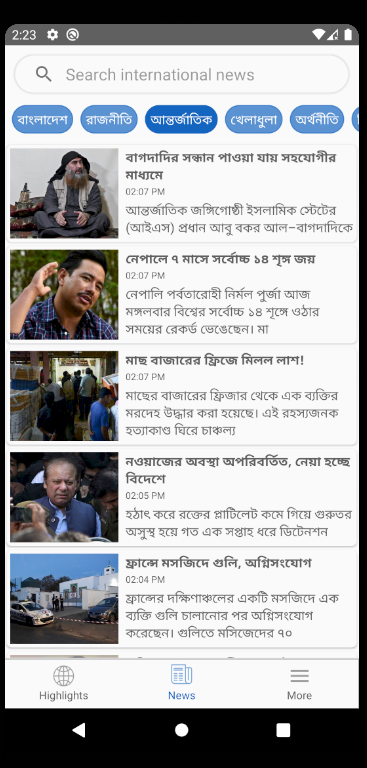 2:23
Search international news
বাংলাদেশ রাজনীতি আন্তর্জাতিক খেলাধুলা অর্থনীতি
বাগদাদির সন্ধান পাওয়া যায় সহযোগীর
মাধ্যমে
02:07 PM
আন্তর্জাতিক জঙ্গিগোষ্ঠী ইসলামিক স্টেটের
(আইএস) প্রধান আবু বকর আল-বাগদাদিকে
নেপালে ৭ মাসে সর্বোচ্চ ১৪ শৃঙ্গ জয়
02:07 PM
নেপালি পর্বতারোহী নির্মল পুর্জা আজ
মঙ্গলবার বিশ্বের সর্বোচ্চ ১৪ শৃঙ্গে ওঠার
সময়ের রেকর্ড ভেঙেছেন। মা
মাছ বাজারের ফ্রিজে মিলল লাশ!
02:07 PM
মাছের বাজারের ফ্রিজার থেকে এক ব্যক্তির
মরদেহ উদ্ধার করা হয়েছে। এই রহস্যজনক
হত্যাকাণ্ড ঘিরে চাঞ্চল্য
নওয়াজের অবস্থা অপরিবর্তিত, নেয়া হচ্ছে
বিদেশে
02:05 PM
হঠাৎ করে রক্তের প্লাটিলেট কমে গিয়ে গুরুতর
অসুস্থ হয়ে গত এক সপ্তাহ ধরে ডিটেনশন
ফ্রান্সে মসজিদে গুলি, অগ্নিসংযোগ
02:04 PM
ফ্রান্সের দক্ষিণাঞ্চলের একটি মসজিদে এক
ব্যক্তি গুলি চালানোর পর অগ্নিসংযোগ
করেছেন। গুলিতে মসিজেদের ৭০
Highlights News More